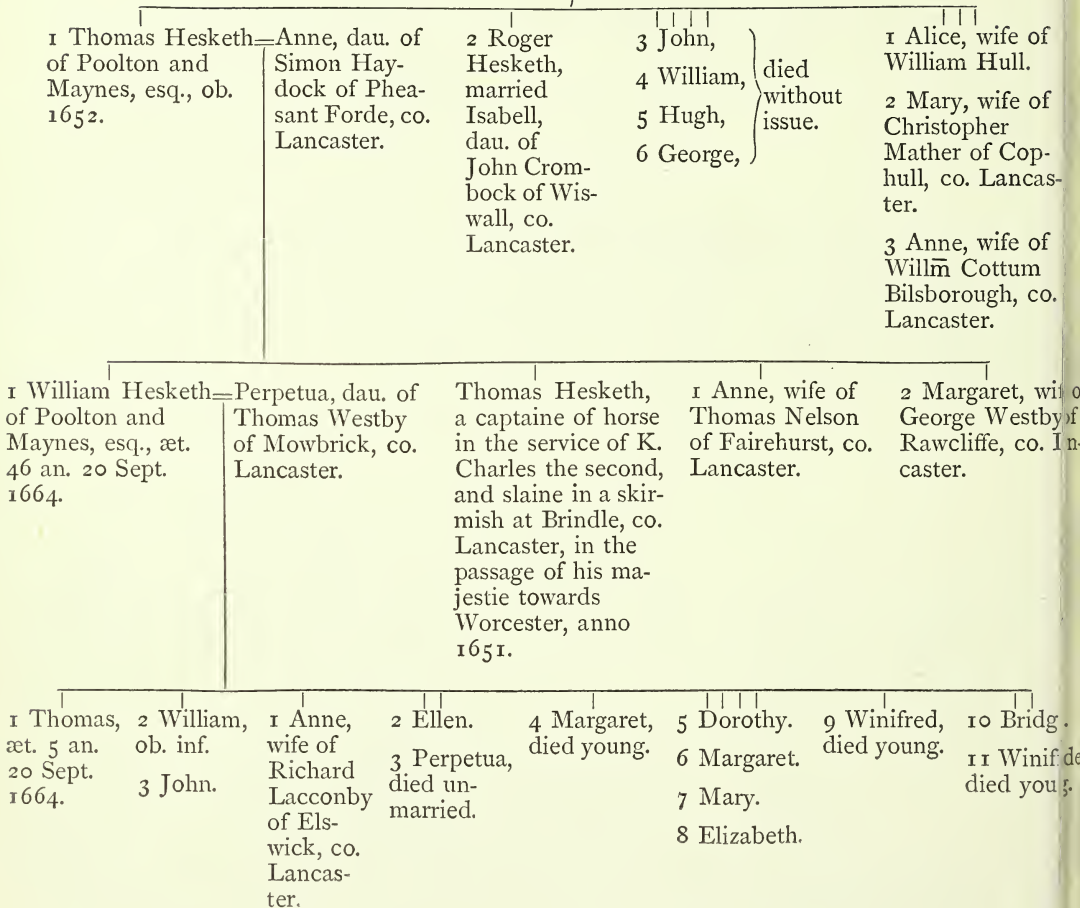 1 Thomas Hesketh=Anne, dau. of
of Poolton and
Maynes, esq., ob.
1652.
Simon Hay-
dock of Phea-
sant Forde, co.
Lancaster.
2 Roger
Hesketh,
married
Isabell,
dau. of
John Crom-
bock of Wis-
wall, co.
Lancaster.
3 John,
4 William,
5 Hugh,
6 George,
died
without
issue.
1 Alice, wife of
William Hull.
2 Mary, wife of
Christopher
Mather of Cop-
hull, co. Lancas-
ter.
3 Anne, wife of
Willm̄ Cottum
Bilsborough, co.
Lancaster.
1 William Hesketh=Perpetua, dau. of
of Poolton and
Maynes, esq., æt.
46 an. 20 Sept.
1664.
Thomas Westby
of Mowbrick, co.
Lancaster.
Thomas Hesketh,
a captaine of horse
in the service of K.
Charles the second,
and slaine in a skir-
mish at Brindle, co.
Lancaster, in the
passage of his ma-
jestie towards
Worcester, anno
1651.
1 Anne, wife of
Thomas Nelson
of Fairehurst, co.
Lancaster.
2 Margaret,
George Westby
Rawcliffe, co.
caster.
1 Thomas,
æt. 5 an.
20 Sept.
1664.
2 William,
ob. inf.
3 John.
1 Anne,
wife of
Richard
Lacconby
of Els-
wick, co.
Lancas-
ter.
2 Ellen.
3 Perpetua,
died un-
married.
4 Margaret,
died young.
5 Dorothy.
6 Margaret.
7 Mary.
8 Elizabeth.
9 Winifred,
died young.
10 Bridg
11
died